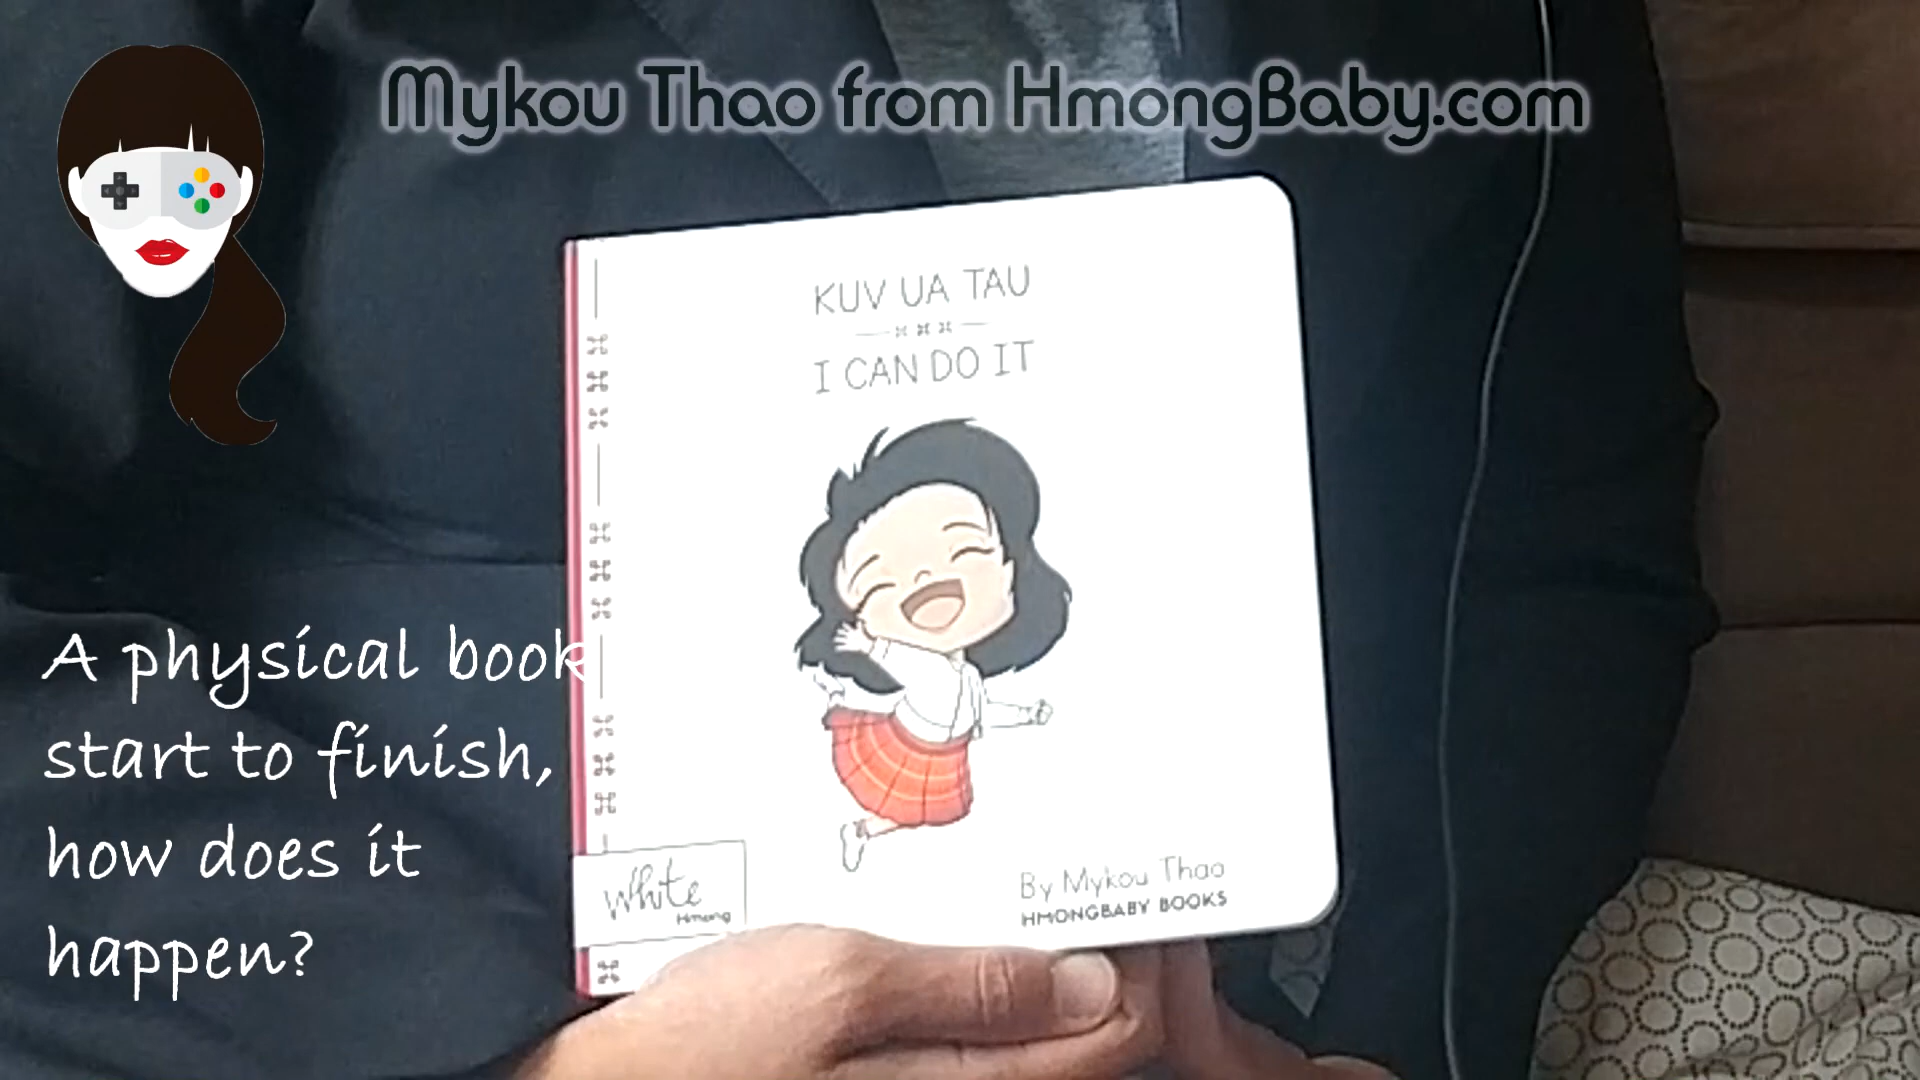 Mykou Thao from HmongBaby.com
KUV UA TAU
I CAN DO IT
A physical book
start to finish,
how does it
happen?
White
Hmong
By Mykou Thao
HMONGBABY BOOKS